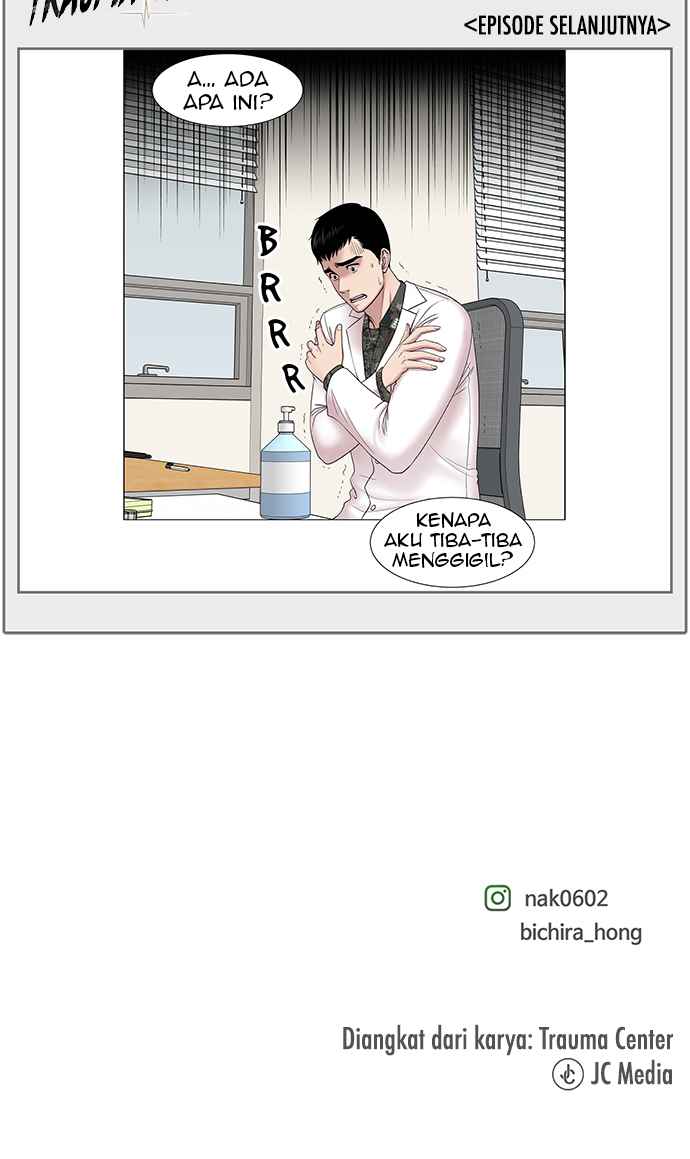 <EPISODE SELANJUTNYA>
A... ADA
APA INI?
BRRR
KENAPA
AKU TIBA-TIBA
MENGGIGIL?
nak0602
bichira_hong
Diangkat dari karya: Trauma Center
JC Media